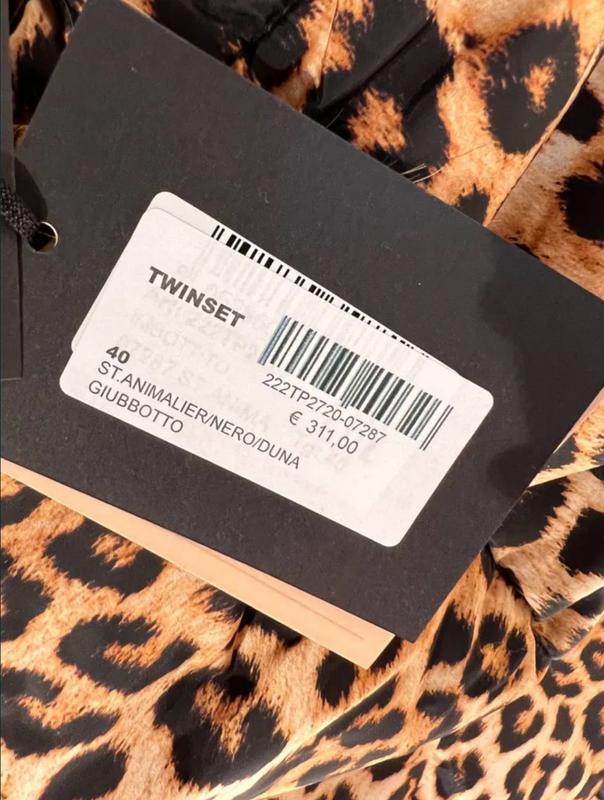 TWINSET
222TP2720-07287
€ 311,00
40
ST.ANIMALIER/NERO/DUNA
GIUBBOTTO